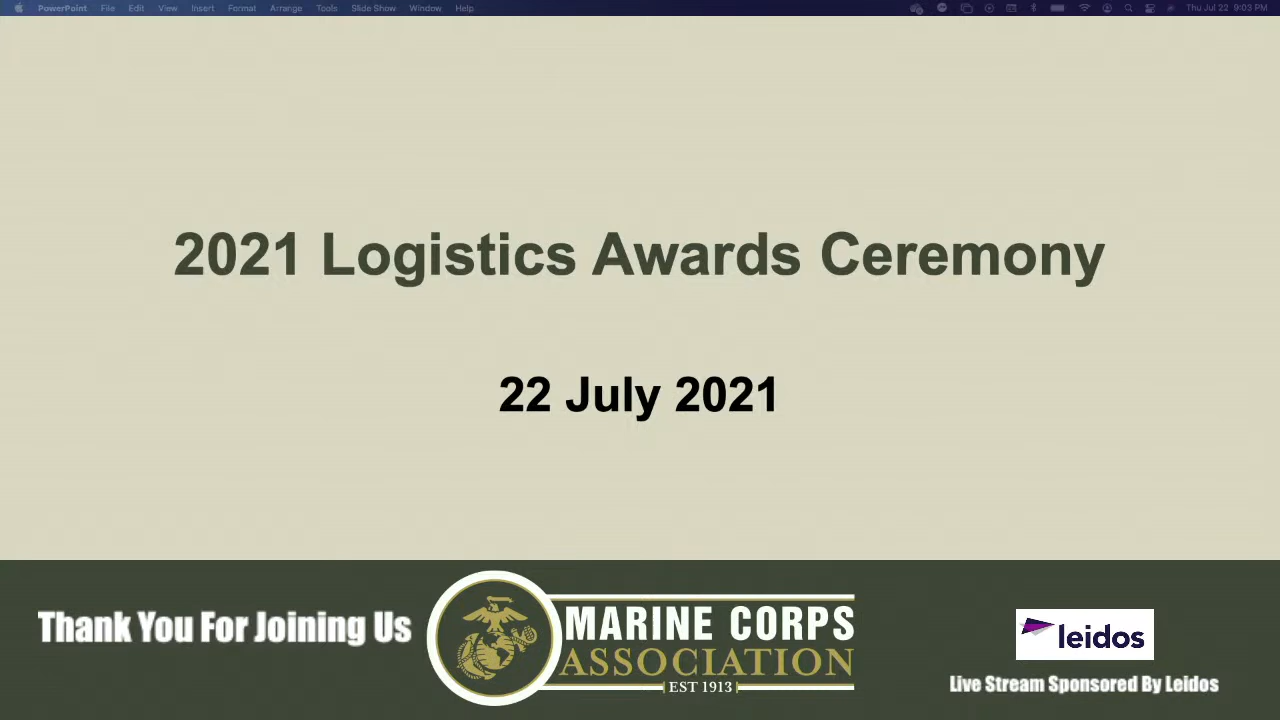 PowerPoint File Edit View Insert Format Arrange Tools Slide Show Window Help Thu Jul 22 9:03 PM
2021 Logistics Awards Ceremony
22 July 2021
Thank You For Joining Us
MARINE CORPS
ASSOCIATION
EST 1913
leidos
Live Stream Sponsored By Leidos